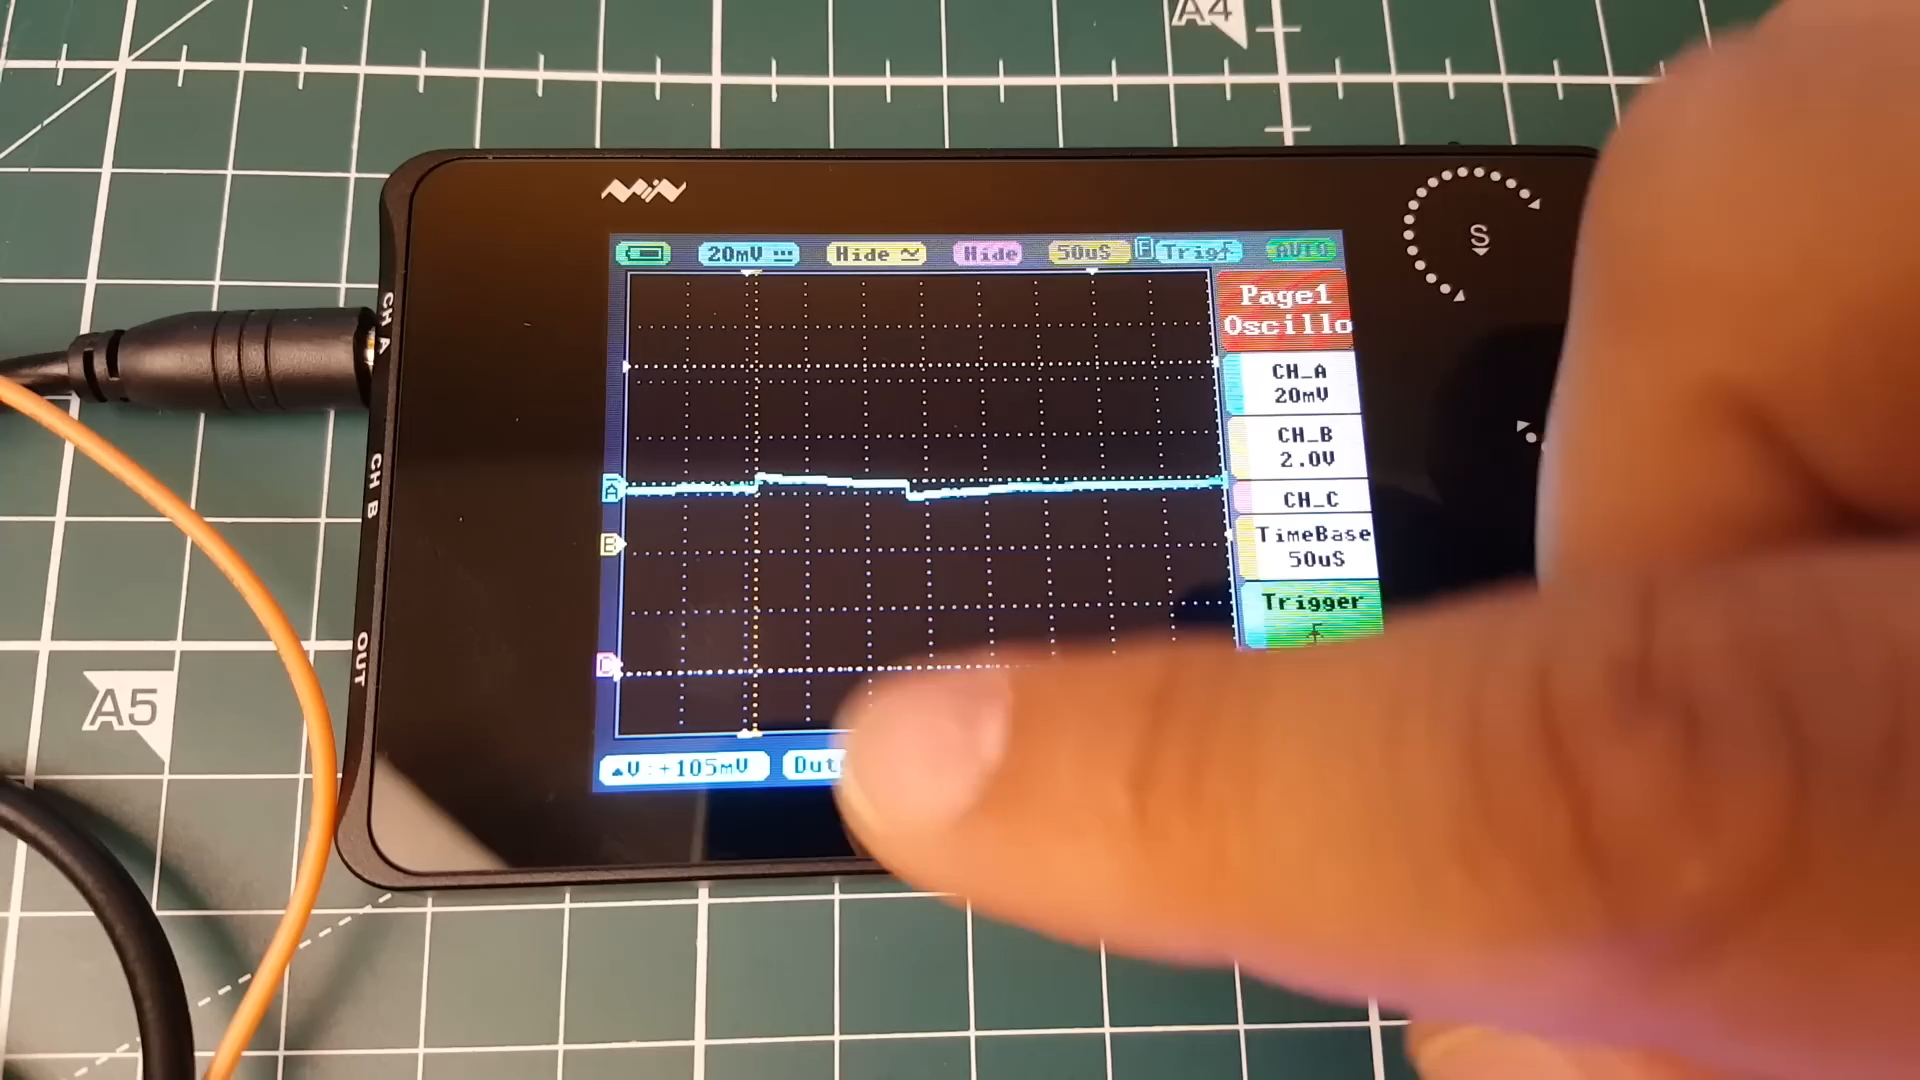 A4
MINI
S
20mV
Hide
Hide
50uS
F
Trig
AUTO
Page1
Oscillo
CH_A
20mV
CH_B
2.0V
CH_C
TimeBase
50uS
Trigger
CH A
CH B
OUT
A
B
C
▲V:+105mV
Dut
A5